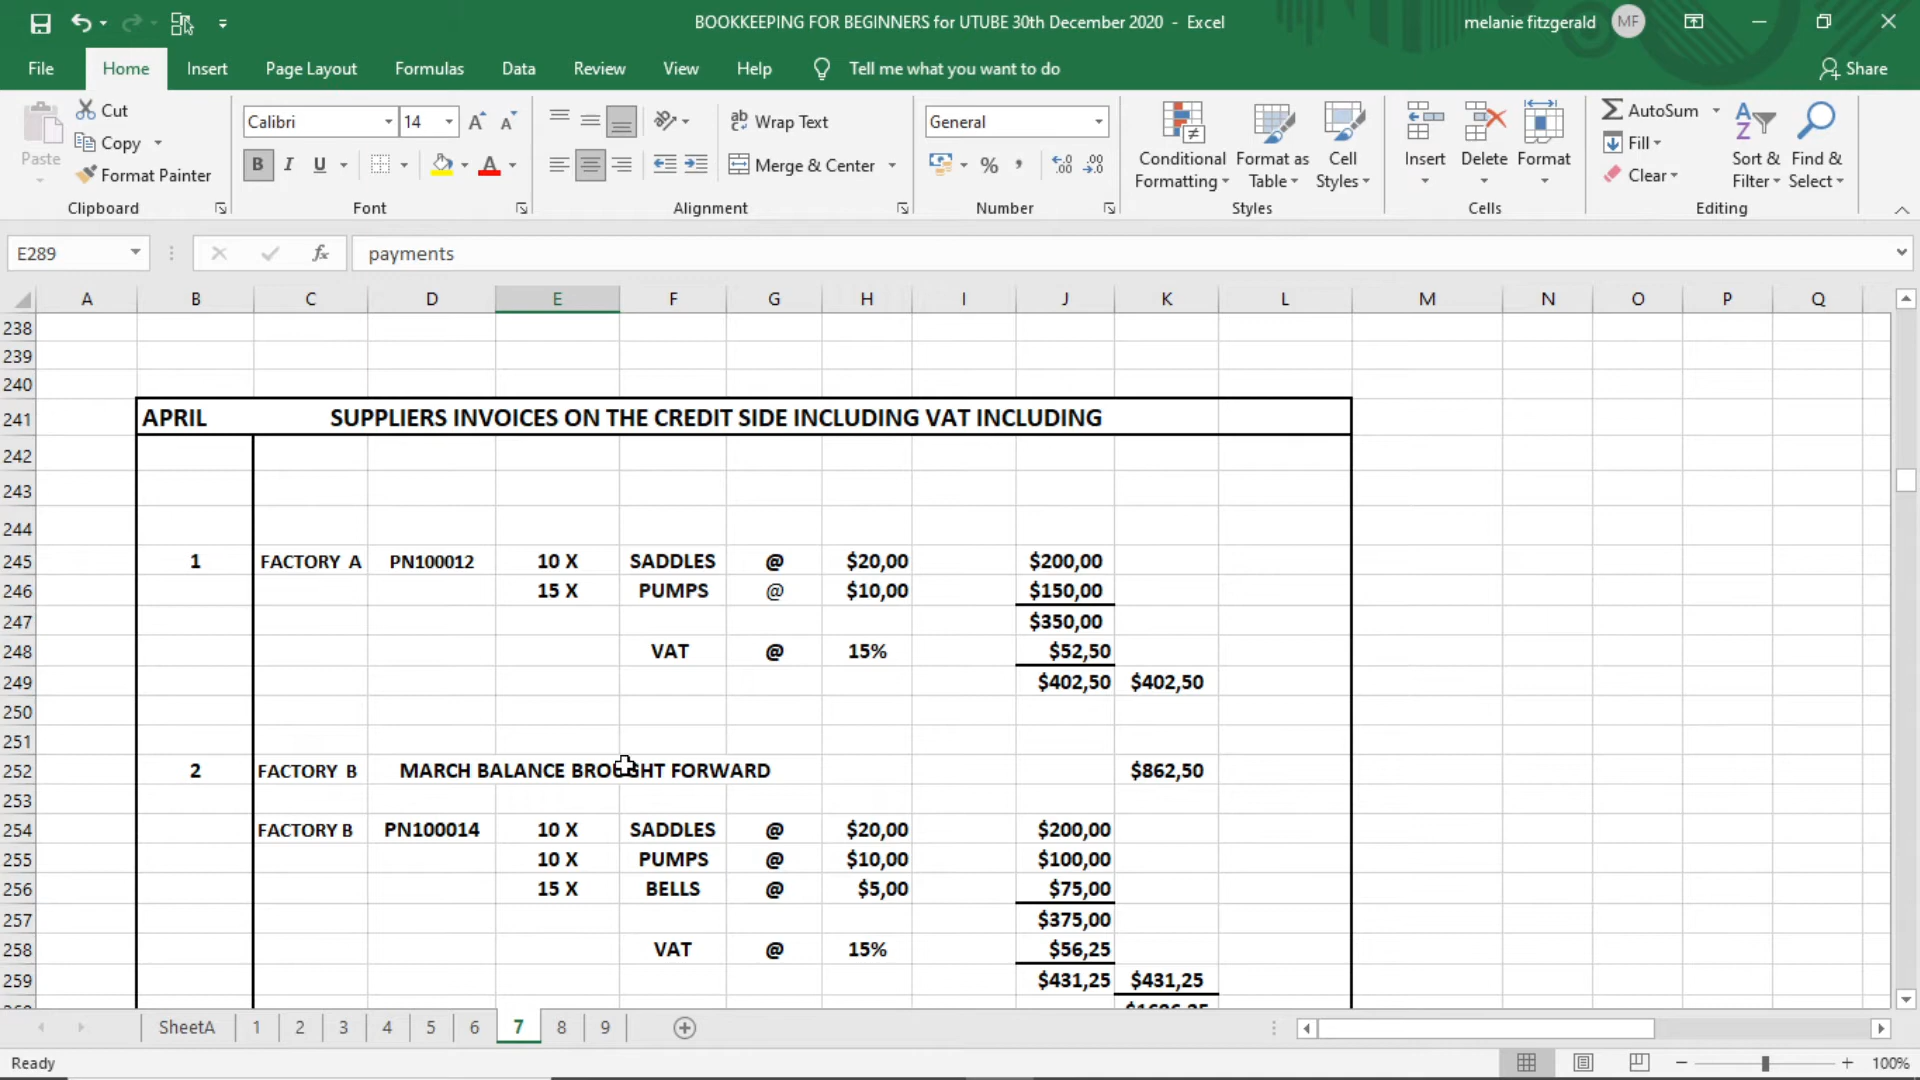 BOOKKEEPING FOR BEGINNERS for UTUBE 30th December 2020 - Excel
melanie fitzgerald MF
File Home Insert Page Layout Formulas Data Review View Help Tell me what you want to do Share
Paste Cut Copy Format Painter
Clipboard
Calibri 14 A A
B I U A
Font
Wrap Text
Merge & Center
Alignment
General
% ,
Number
Conditional Formatting Format as Table Cell Styles
Styles
Insert Delete Format
Cells
AutoSum Fill Clear Sort & Filter Find & Select
Editing
E289 fx payments
A B C D E F G H I J K L M N O P Q
238
239
240
241 APRIL SUPPLIERS INVOICES ON THE CREDIT SIDE INCLUDING VAT INCLUDING
242
243
244
245 1 FACTORY A PN100012 10 X SADDLES @ $20,00 $200,00
246 15 X PUMPS @ $10,00 $150,00
247 $350,00
248 VAT @ 15% $52,50
249 $402,50 $402,50
250
251
252 2 FACTORY B MARCH BALANCE BROUGHT FORWARD $862,50
253
254 FACTORY B PN100014 10 X SADDLES @ $20,00 $200,00
255 10 X PUMPS @ $10,00 $100,00
256 15 X BELLS @ $5,00 $75,00
257 $375,00
258 VAT @ 15% $56,25
259 $431,25 $431,25
SheetA 1 2 3 4 5 6 7 8 9
Ready 100%